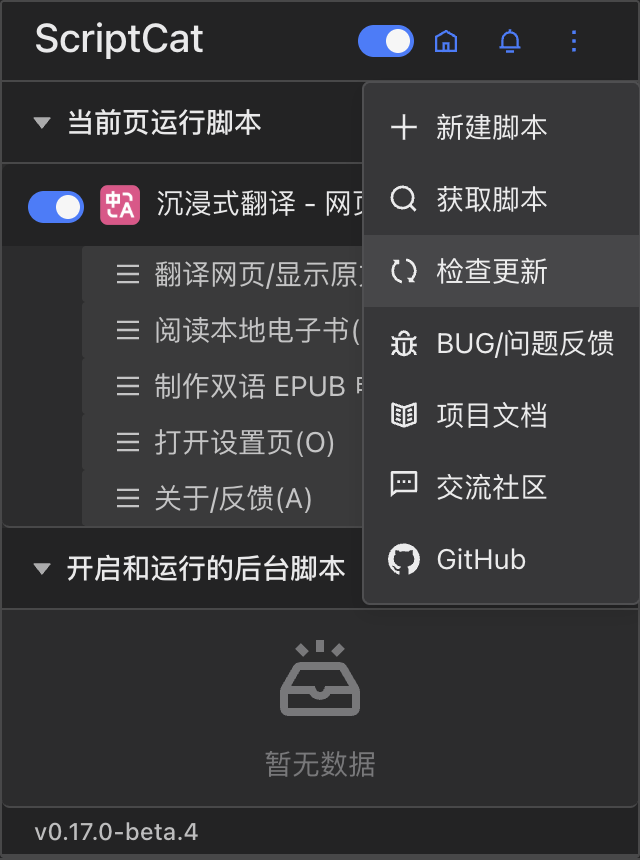 ScriptCat
当前页运行脚本
沉浸式翻译 - 网
翻译网页/显示原
阅读本地电子书(
制作双语 EPUB
打开设置页(O)
关于/反馈(A)
新建脚本
获取脚本
检查更新
BUG/问题反馈
项目文档
交流社区
GitHub
开启和运行的后台脚本
暂无数据
v0.17.0-beta.4